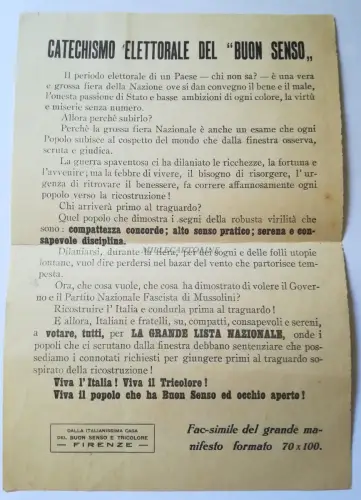 CATECHISMO ELETTORALE DEL "BUON SENSO„
Il periodo elettorale di un Paese — chi non sa? — è una vera
e grossa fiera della Nazione ove si dan convegno il bene e il male,
l'onesta passione di Stato e basse ambizioni di ogni colore, la virtù
e miserie senza numero.
Allora perchè subirlo?
Perchè la grossa fiera Nazionale è anche un esame che ogni
Popolo subisce al cospetto del mondo che dalla finestra osserva,
scruta e giudica.
La guerra spaventosa ci ha dilaniato le ricchezze, la fortuna e
l'avvenire; ma la febbre di vivere, il bisogno di risorgere, l'ur-
genza di ritrovare il benessere, fa correre affannosamente ogni
popolo verso la ricostruzione!
Chi arriverà primo al traguardo?
Quel popolo che dimostra i segni della robusta virilità che
sono: compattezza concorde; alto senso pratico; serena e con-
sapevole disciplina.
Dilaniarsi, durante la fiera, per dei sogni e delle folli utopie
lontane, vuol dire perdersi nel bazar del vento che partorisce tem-
pesta.
Ora, che cosa vuole, che cosa ha dimostrato di volere il Gover-
no e il Partito Nazionale Fascista di Mussolini?
Ricostruire l'Italia e condurla prima al traguardo!
E allora, Italiani e fratelli, su, compatti, consapevoli e sereni,
a votare, tutti, per LA GRANDE LISTA NAZIONALE, onde i
popoli che ci scrutano dalla finestra debbano sentenziare che pos-
sediamo i connotati richiesti per giungere primi al traguardo so-
spirato della ricostruzione!
Viva l'Italia! Viva il Tricolore!
Viva il popolo che ha Buon Senso ed occhio aperto!
DALLA ITALIANISSIMA CASA
DEL BUON SENSO E TRICOLORE
— FIRENZE —
Fac-simile del grande ma-
nifesto formato 70 x 100.